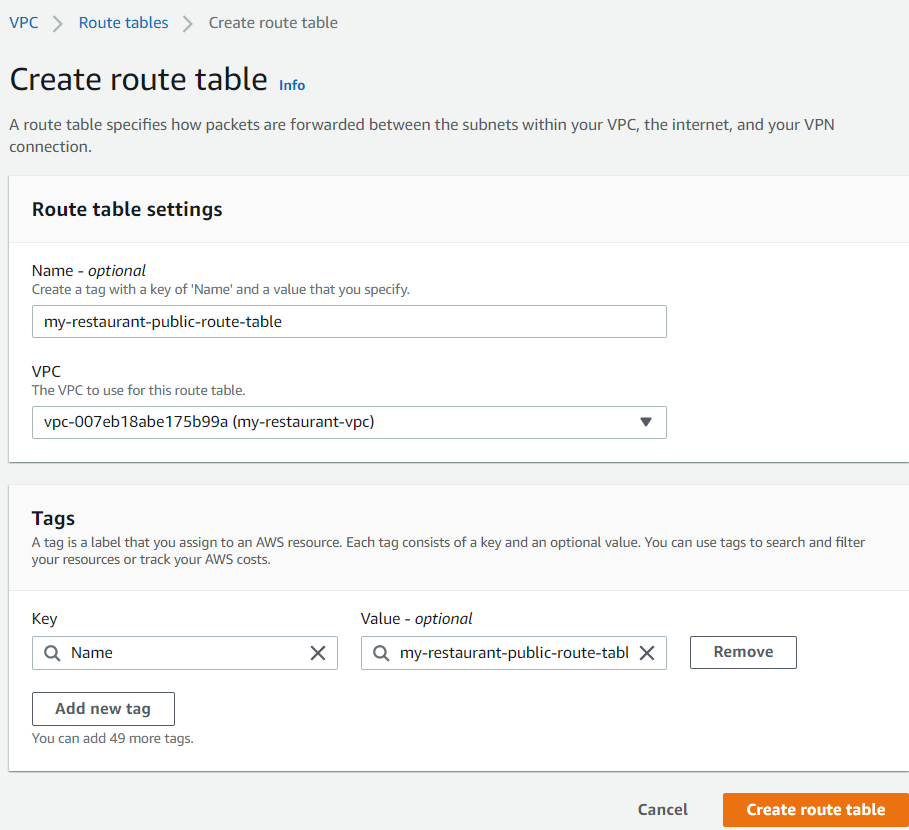 VPC > Route tables > Create route table
Create route table Info
A route table specifies how packets are forwarded between the subnets within your VPC, the internet, and your VPN
connection.
Route table settings
Name - optional
Create a tag with a key of 'Name' and a value that you specify.
my-restaurant-public-route-table
VPC
The VPC to use for this route table.
vpc-007eb18abe175b99a (my-restaurant-vpc)
Tags
A tag is a label that you assign to an AWS resource. Each tag consists of a key and an optional value. You can use tags to search and filter
your resources or track your AWS costs.
Key Value - optional
Name my-restaurant-public-route-tabl Remove
Add new tag
You can add 49 more tags.
Cancel Create route table